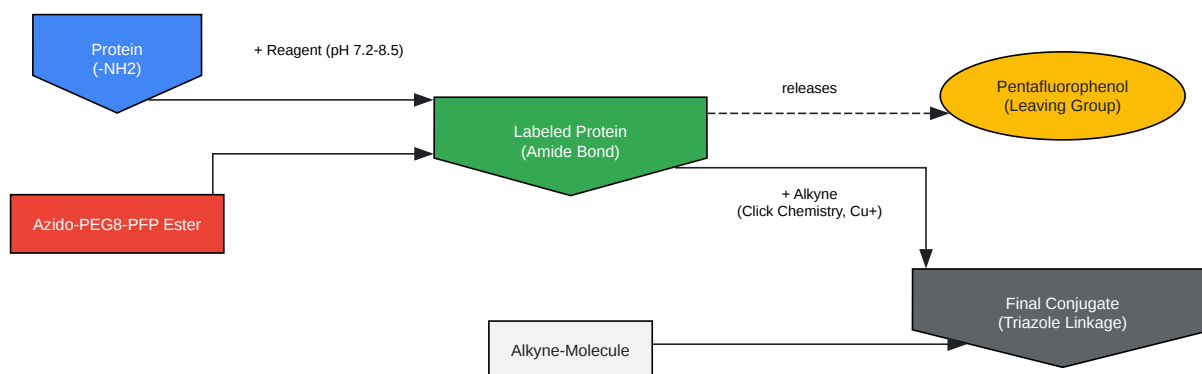 Protein
(-NH2)
+ Reagent (pH 7.2-8.5)
Azido-PEG8-PFP Ester
Labeled Protein
(Amide Bond)
releases
Pentafluorophenol
(Leaving Group)
+ Alkyne
(Click Chemistry, Cu+)
Alkyne-Molecule
Final Conjugate
(Triazole Linkage)